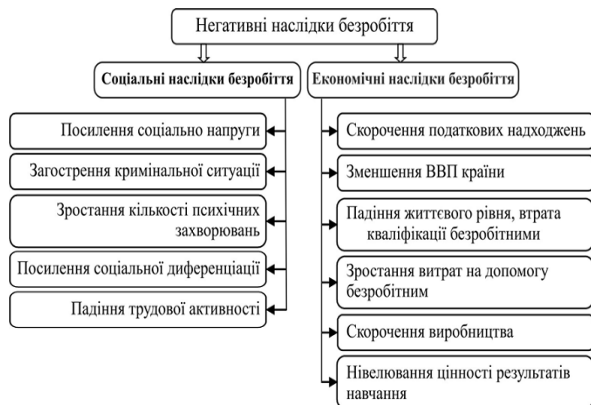 Негативні наслідки безробіття
Соціальні наслідки безробіття
Посилення соціально напруги
Загострення кримінальної ситуації
Зростання кількості психічних
захворювань
Посилення соціальної диференціації
Падіння трудової активності
Економічні наслідки безробіття
Скорочення податкових надходжень
Зменшення ВВП країни
Падіння життєвого рівня, втрата
кваліфікації безробітними
Зростання витрат на допомогу
безробітним
Скорочення виробництва
Нівелювання цінності результатів
навчання